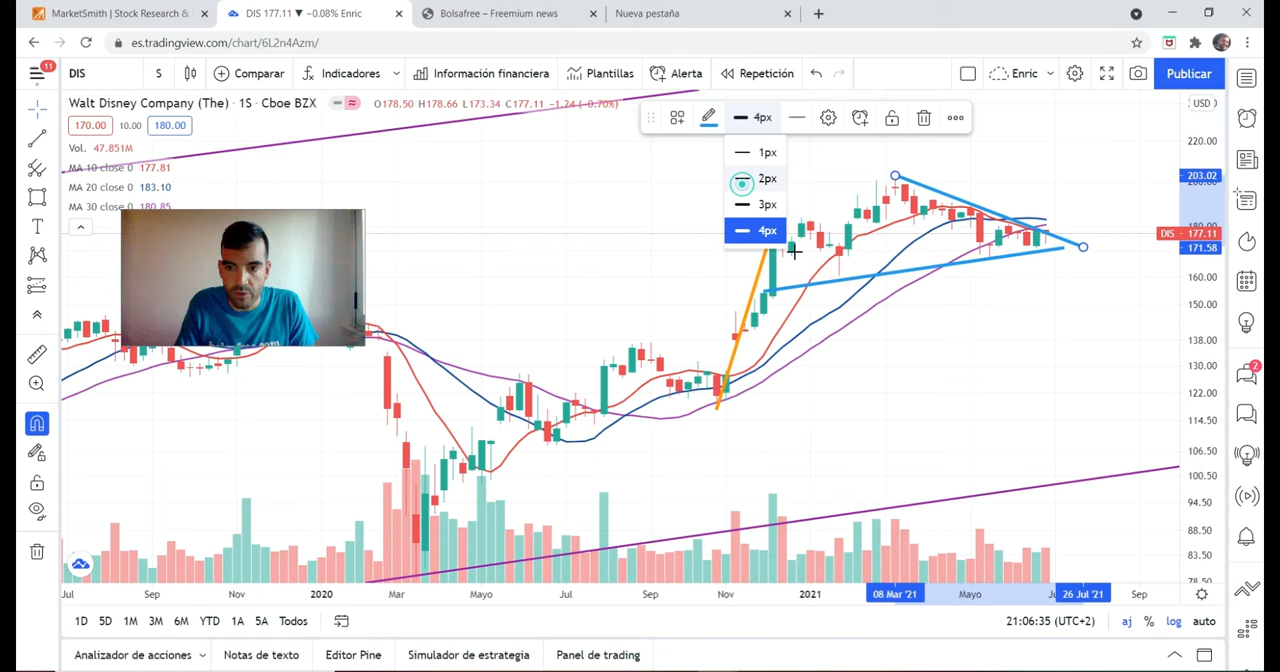 MarketSmith | Stock Research &
DIS 177.11 ▼ −0.08% Enric
Bolsafree – Freemium news
Nueva pestaña
es.tradingview.com/chart/6L2n4Azm/
11
DIS
S
Comparar
Indicadores
Información financiera
Plantillas
Alerta
Repetición
Enric
Publicar
Walt Disney Company (The) · 1S · Cboe BZX
O178.50 H178.66 L173.34 C177.11 −1.24 (−0.70%)
170.00 10.00 180.00
Vol. 47.851M
MA 10 close 0 177.81
MA 20 close 0 183.10
MA 30 close 0 180.85
4px
1px
2px
3px
4px
USD
220.00
203.02
DIS 177.11
171.58
160.00
150.00
138.00
130.00
122.00
114.50
106.50
100.50
94.50
88.50
83.50
78.50
2
Jul Sep Nov 2020 Mar Mayo Jul Sep Nov 2021 08 Mar '21 Mayo 26 Jul '21 Sep
1D 5D 1M 3M 6M YTD 1A 5A Todos
21:06:35 (UTC+2) aj % log auto
Analizador de acciones Notas de texto Editor Pine Simulador de estrategia Panel de trading